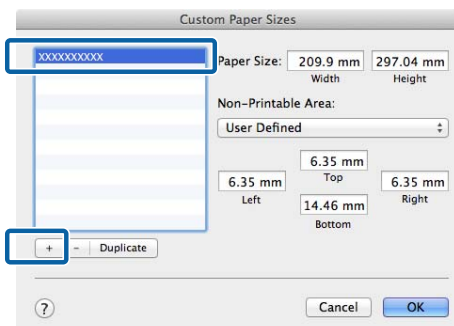 Custom Paper Sizes
XXXXXXXXXX
Paper Size: 209.9 mm 297.04 mm
Width Height
Non-Printable Area:
User Defined
6.35 mm
Top
6.35 mm 6.35 mm
Left Right
14.46 mm
Bottom
+ - Duplicate
? Cancel OK